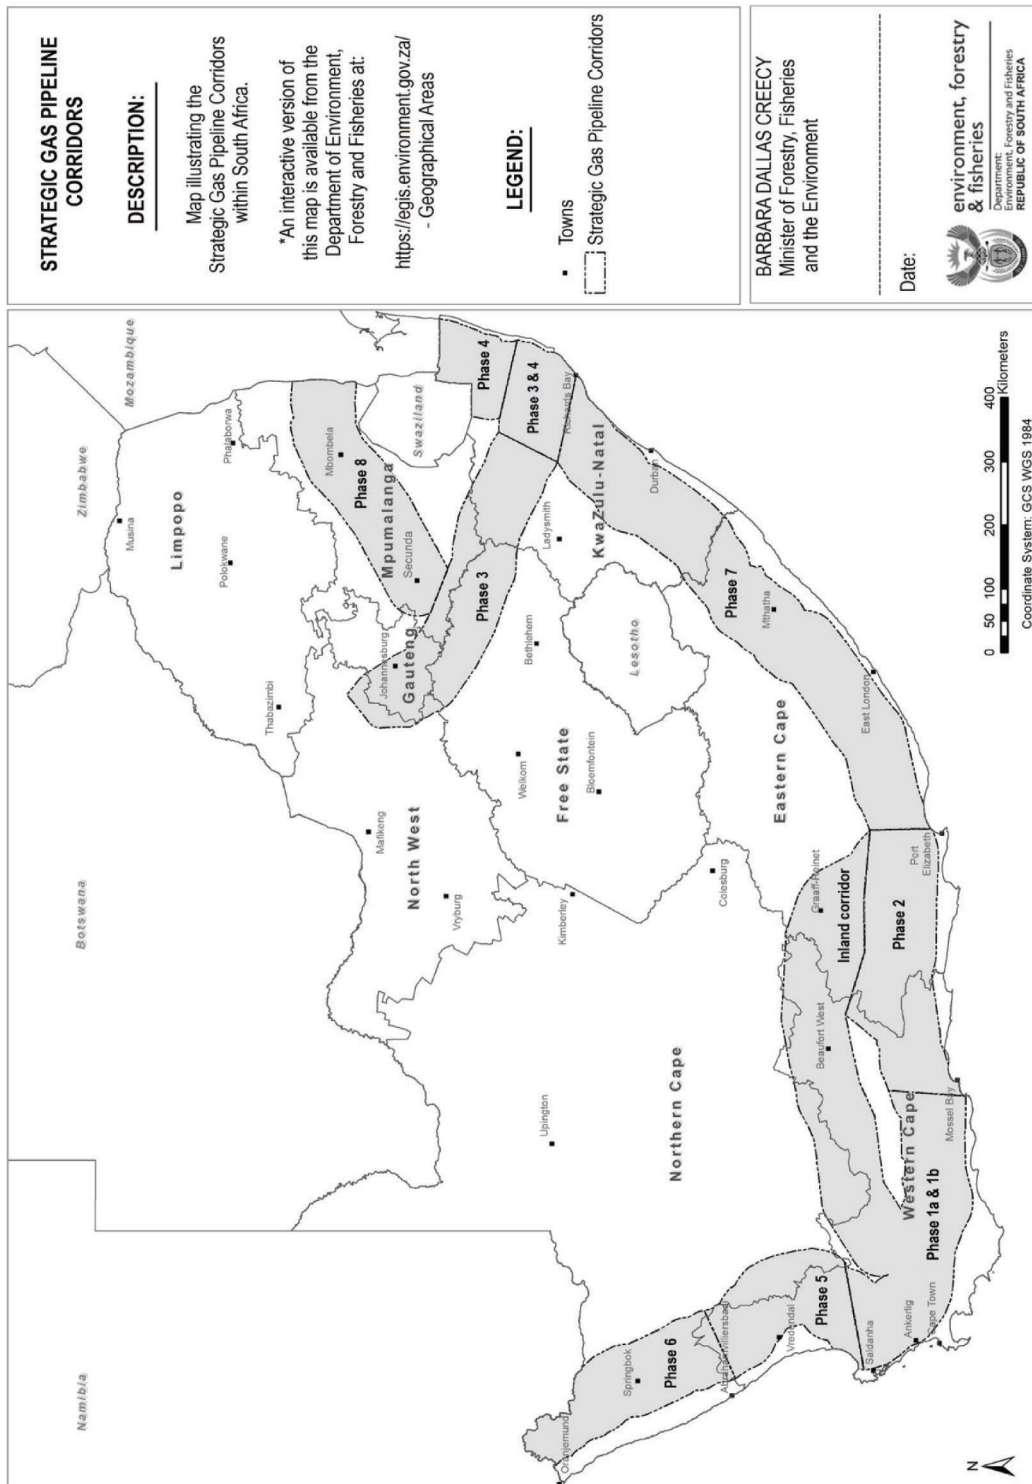 STRATEGIC GAS PIPELINE
CORRIDORS
DESCRIPTION:
Map illustrating the
Strategic Gas Pipeline Corridors
within South Africa.
*An interactive version of
this map is available from the
Department of Environment,
Forestry and Fisheries at:
https://egis.environment.gov.za/
- Geographical Areas
LEGEND:
Towns
Strategic Gas Pipeline Corridors
BARBARA DALLAS CREECY
Minister of Forestry, Fisheries
and the Environment
Date:
environment, forestry
& fisheries
Department:
Environment, Forestry and Fisheries
REPUBLIC OF SOUTH AFRICA
Namibia
Botswana
Zimbabwe
Mozambique
Musina
Limpopo
Polokwane
Phalaborwa
Thabazimbi
Mbombela
Phase 8
Mpumalanga
Secunda
Swaziland
Mafikeng
Johannesburg
Gauteng
North West
Vryburg
Phase 3
Phase 4
Phase 3 & 4
Richards Bay
Welkom
Bethlehem
Ladysmith
Upington
Kimberley
Free State
Bloemfontein
KwaZulu-Natal
Lesotho
Durban
Oranjemund
Springbok
Phase 6
Northern Cape
Colesburg
Phase 7
Mthatha
Abraham Villiersbaai
Vredendal
Phase 5
Eastern Cape
Beaufort West
Graaff-Reinet
Inland corridor
East London
Saldanha
Ankerlig
Cape Town
Western Cape
Phase 1a & 1b
Mossel Bay
Phase 2
Port
Elizabeth
N
0 50 100 200 300 400
Kilometers
Coordinate System: GCS WGS 1984